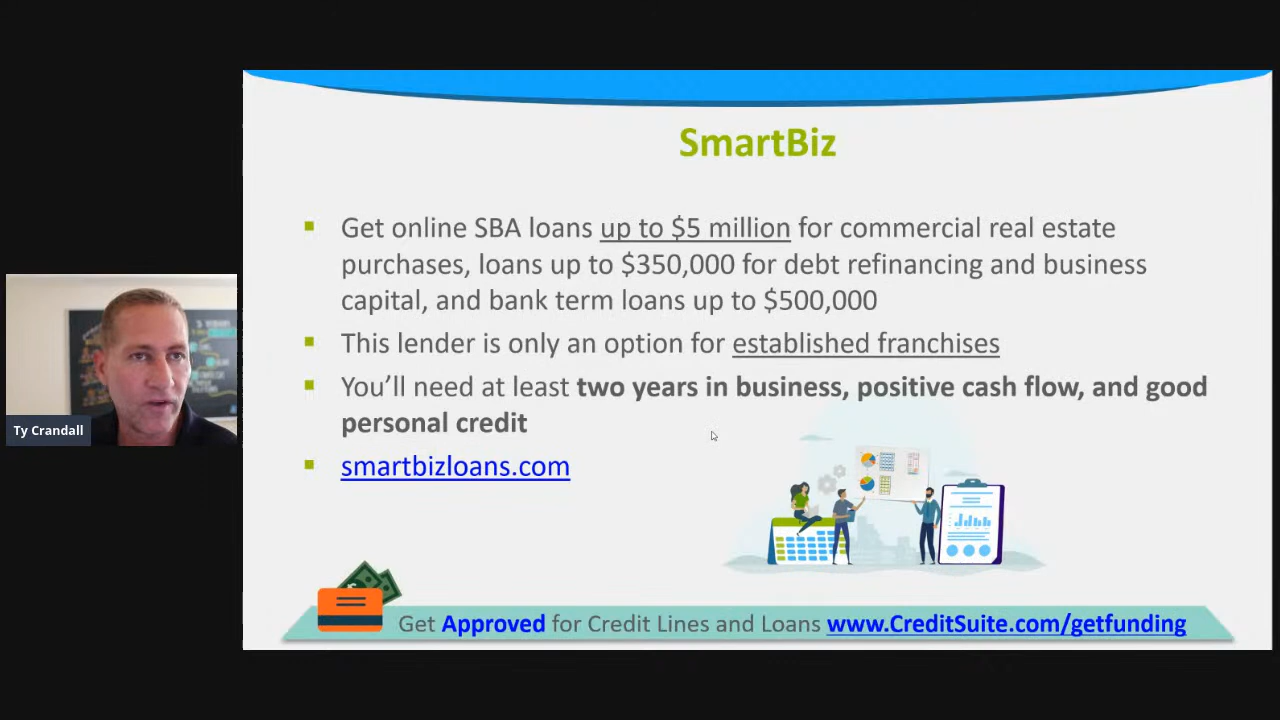 SmartBiz
Get online SBA loans up to $5 million for commercial real estate
purchases, loans up to $350,000 for debt refinancing and business
capital, and bank term loans up to $500,000
This lender is only an option for established franchises
You’ll need at least two years in business, positive cash flow, and good
personal credit
smartbizloans.com
Ty Crandall
Get Approved for Credit Lines and Loans www.CreditSuite.com/getfunding